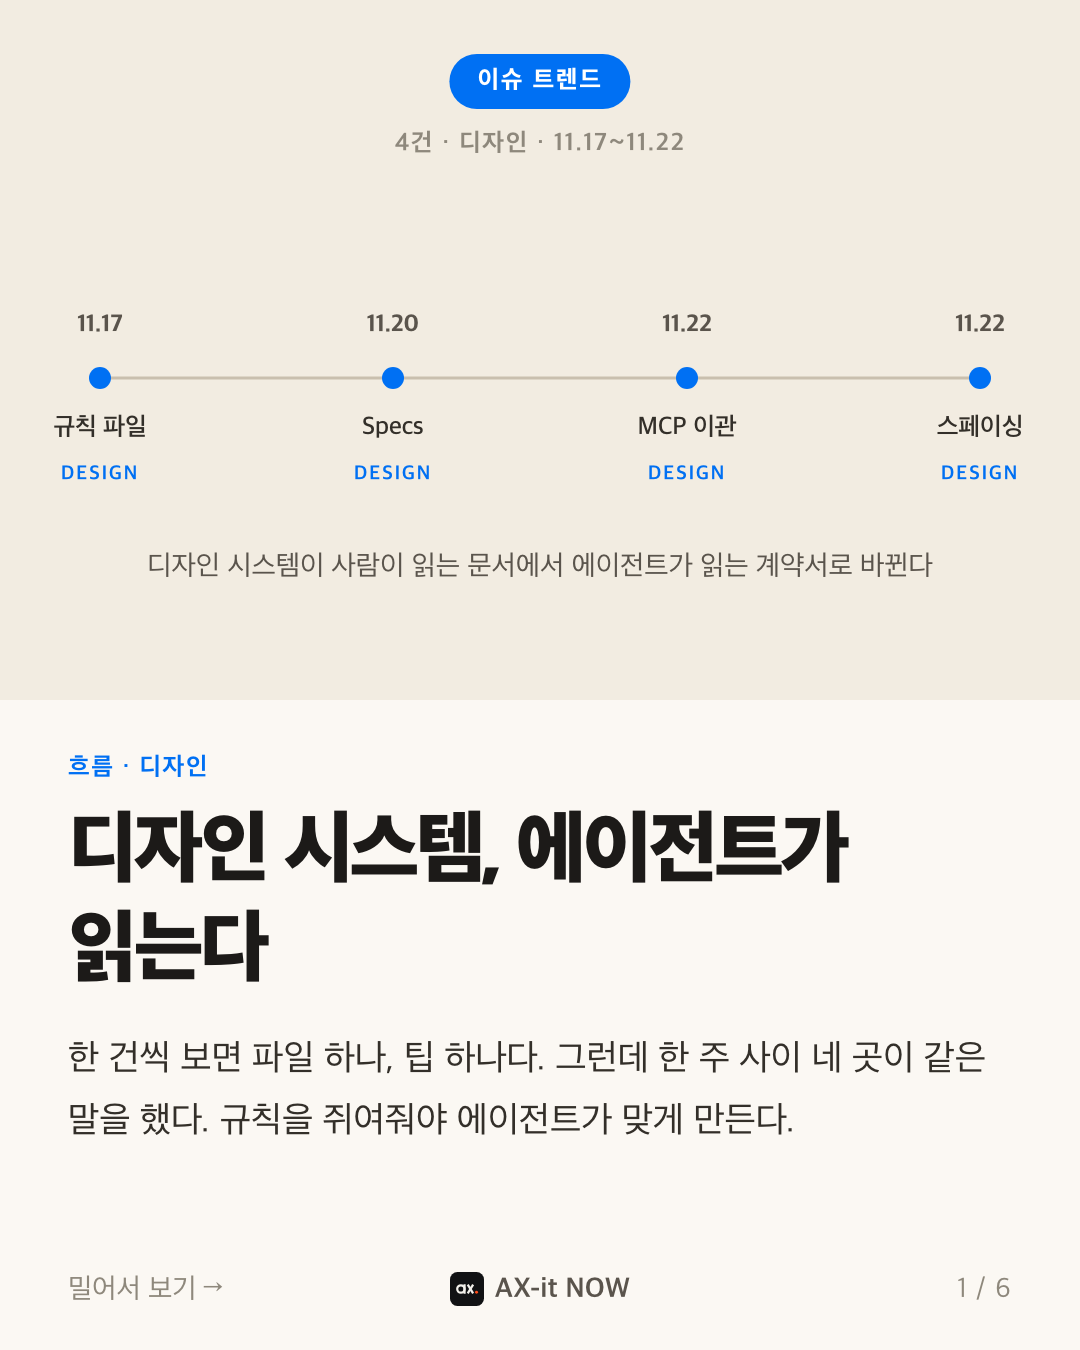 이슈 트렌드
4건 · 디자인 · 11.17~11.22
11.17
11.20
11.22
11.22
규칙 파일
Specs
MCP 이관
스페이싱
DESIGN
DESIGN
DESIGN
DESIGN
디자인 시스템이 사람이 읽는 문서에서 에이전트가 읽는 계약서로 바뀐다
흐름 · 디자인
디자인 시스템, 에이전트가
읽는다
한 건씩 보면 파일 하나, 팁 하나다. 그런데 한 주 사이 네 곳이 같은
말을 했다. 규칙을 쥐여줘야 에이전트가 맞게 만든다.
밀어서 보기 →
ax.
AX-it NOW
1 / 6